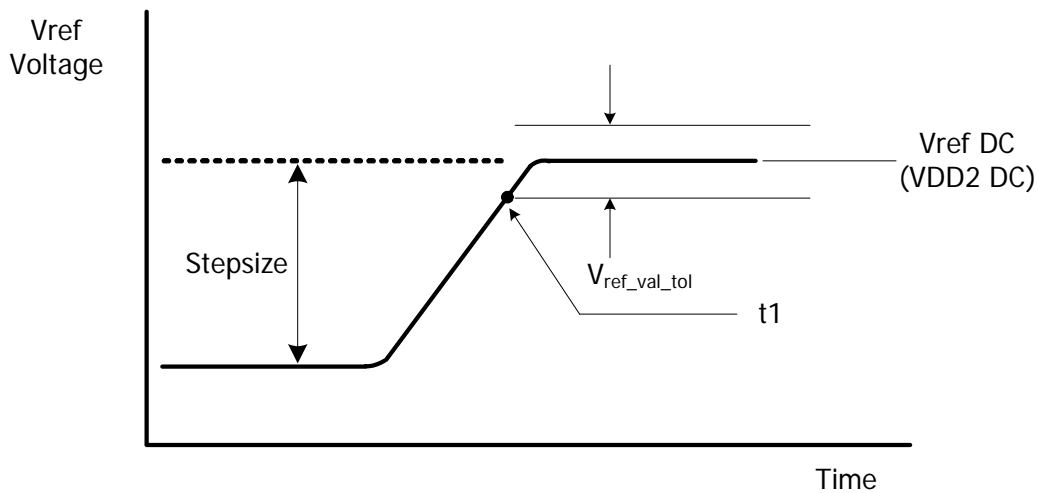 Vref
Voltage
Vref DC
(VDD2 DC)
Stepsize
Vref_val_tol
t1
Time